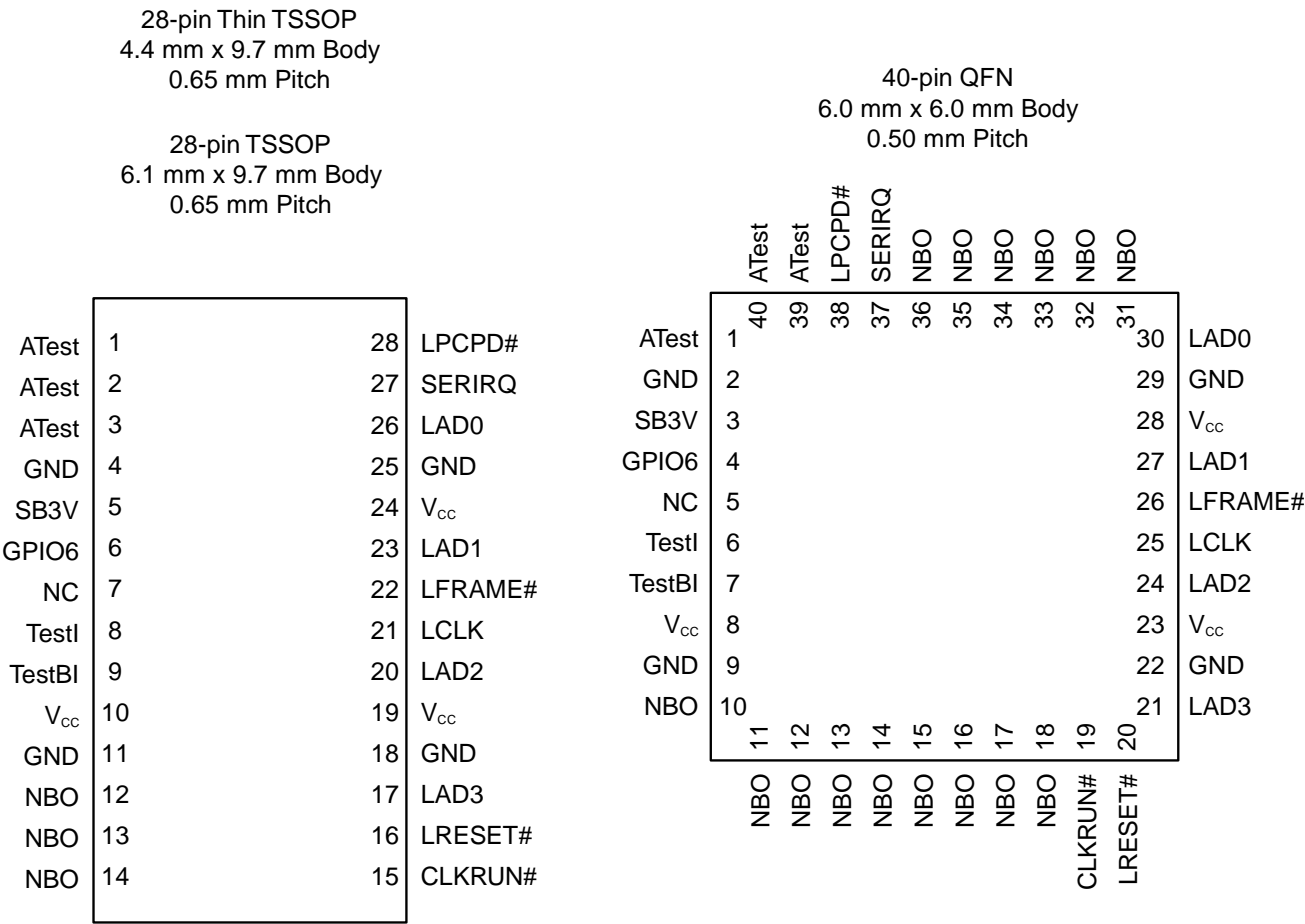 28-pin Thin TSSOP
4.4 mm x 9.7 mm Body
0.65 mm Pitch
28-pin TSSOP
6.1 mm x 9.7 mm Body
0.65 mm Pitch
ATest 1 28 LPCPD#
ATest 2 27 SERIRQ
ATest 3 26 LAD0
GND 4 25 GND
SB3V 5 24 Vcc
GPIO6 6 23 LAD1
NC 7 22 LFRAME#
TestI 8 21 LCLK
TestBI 9 20 LAD2
Vcc 10 19 Vcc
GND 11 18 GND
NBO 12 17 LAD3
NBO 13 16 LRESET#
NBO 14 15 CLKRUN#
40-pin QFN
6.0 mm x 6.0 mm Body
0.50 mm Pitch
ATest ATest LPCPD# SERIRQ NBO NBO NBO NBO NBO NBO
40 39 38 37 36 35 34 33 32 31
ATest 1 30 LAD0
GND 2 29 GND
SB3V 3 28 Vcc
GPIO6 4 27 LAD1
NC 5 26 LFRAME#
TestI 6 25 LCLK
TestBI 7 24 LAD2
Vcc 8 23 Vcc
GND 9 22 GND
NBO 10 21 LAD3
11 12 13 14 15 16 17 18 19 20
NBO NBO NBO NBO NBO NBO NBO NBO CLKRUN# LRESET#